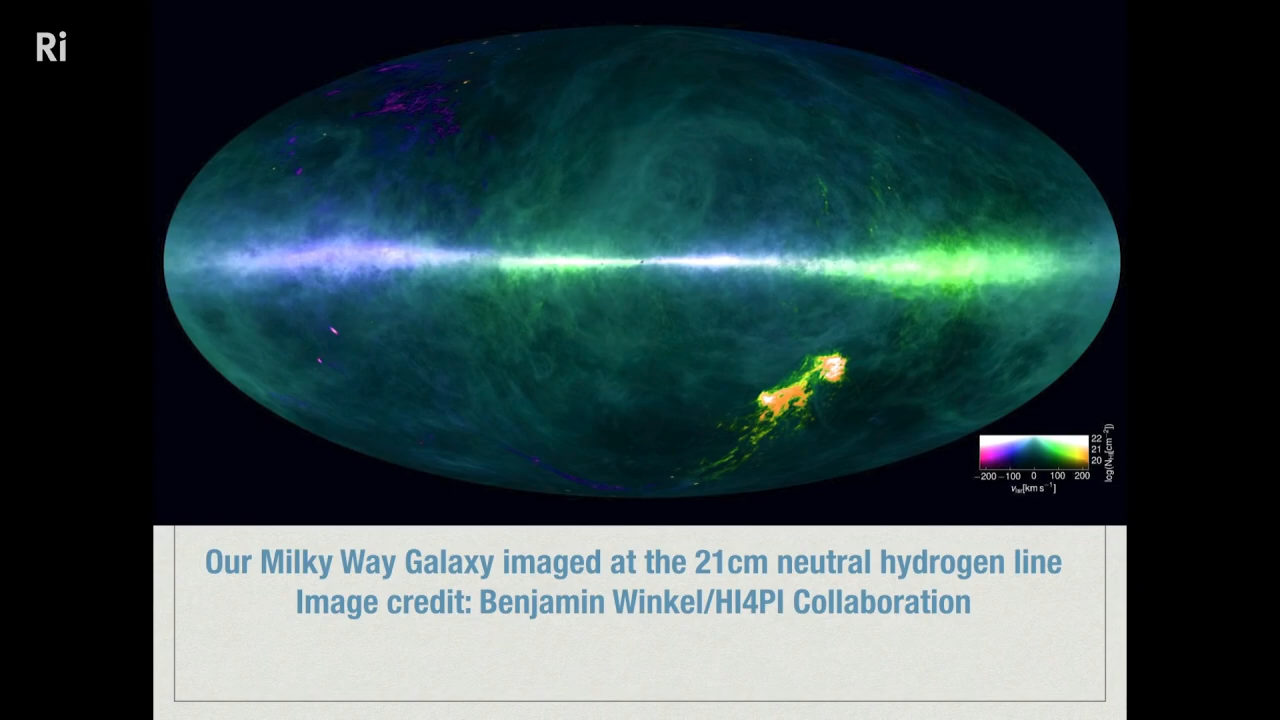 Ri
22
21
20
log(N_HI[cm⁻²])
−200 −100 0 100 200
v_lsr[km s⁻¹]
Our Milky Way Galaxy imaged at the 21cm neutral hydrogen line
Image credit: Benjamin Winkel/HI4PI Collaboration